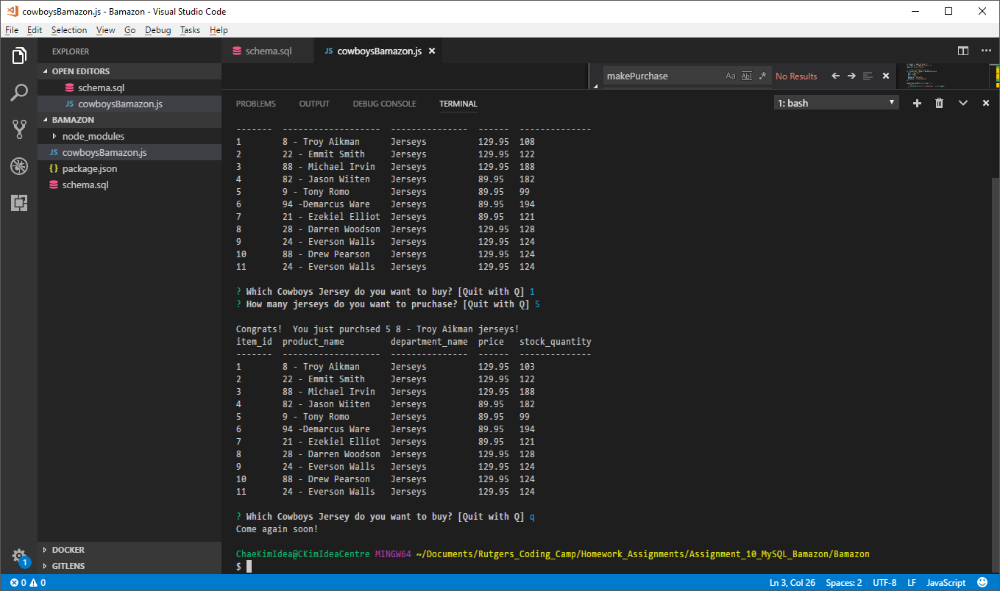 cowboysBamazon.js - Bamazon - Visual Studio Code
File Edit Selection View Go Debug Tasks Help
EXPLORER
OPEN EDITORS
schema.sql
JS cowboysBamazon.js
BAMAZON
node_modules
JS cowboysBamazon.js
{} package.json
schema.sql
DOCKER
GITLENS
1
schema.sql JS cowboysBamazon.js
makePurchase Aa Abl .* No Results
PROBLEMS OUTPUT DEBUG CONSOLE TERMINAL 1: bash
------- ------------------- --------------- ------ --------------
1 8 - Troy Aikman Jerseys 129.95 108
2 22 - Emmit Smith Jerseys 129.95 122
3 88 - Michael Irvin Jerseys 129.95 188
4 82 - Jason Wiiten Jerseys 89.95 182
5 9 - Tony Romo Jerseys 89.95 99
6 94 -Demarcus Ware Jerseys 89.95 194
7 21 - Ezekiel Elliot Jerseys 89.95 121
8 28 - Darren Woodson Jerseys 129.95 128
9 24 - Everson Walls Jerseys 129.95 124
10 88 - Drew Pearson Jerseys 129.95 124
11 24 - Everson Walls Jerseys 129.95 124
? Which Cowboys Jersey do you want to buy? [Quit with Q] 1
? How many jerseys do you want to pruchase? [Quit with Q] 5
Congrats!  You just purchsed 5 8 - Troy Aikman jerseys!
item_id product_name department_name price stock_quantity
------- ------------------- --------------- ------ --------------
1 8 - Troy Aikman Jerseys 129.95 103
2 22 - Emmit Smith Jerseys 129.95 122
3 88 - Michael Irvin Jerseys 129.95 188
4 82 - Jason Wiiten Jerseys 89.95 182
5 9 - Tony Romo Jerseys 89.95 99
6 94 -Demarcus Ware Jerseys 89.95 194
7 21 - Ezekiel Elliot Jerseys 89.95 121
8 28 - Darren Woodson Jerseys 129.95 128
9 24 - Everson Walls Jerseys 129.95 124
10 88 - Drew Pearson Jerseys 129.95 124
11 24 - Everson Walls Jerseys 129.95 124
? Which Cowboys Jersey do you want to buy? [Quit with Q] q
Come again soon!
ChaeKimIdea@CKimIdeaCentre MINGW64 ~/Documents/Rutgers_Coding_Camp/Homework_Assignments/Assignment_10_MySQL_Bamazon/Bamazon
$
0 0 Ln 3, Col 26 Spaces: 2 UTF-8 LF JavaScript